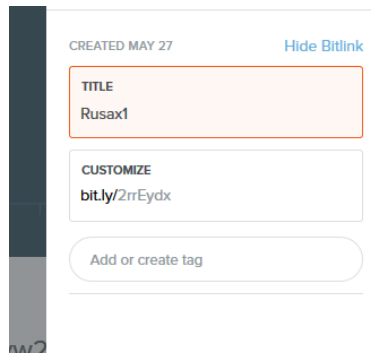 CREATED MAY 27 Hide Bitlink
TITLE
Rusax1
CUSTOMIZE
bit.ly/2rrEydx
Add or create tag